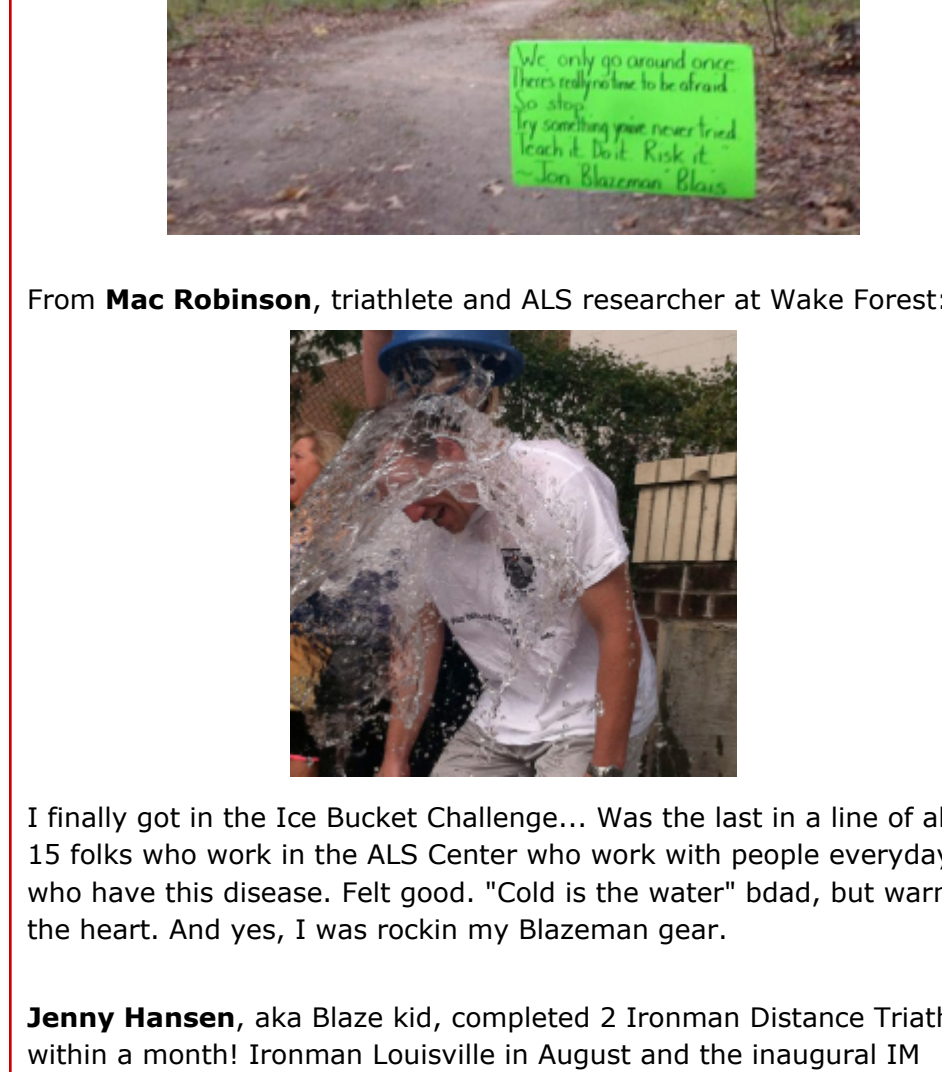 We only go around once
There's really no time to be afraid.
So stop
Try something you've never tried
Teach it. Do it. Risk it."
~Jon "Blazeman" Blais
From Mac Robinson, triathlete and ALS researcher at Wake Forest:
I finally got in the Ice Bucket Challenge... Was the last in a line of
15 folks who work in the ALS Center who work with people everyday
who have this disease. Felt good. "Cold is the water" bdad, but warm
the heart. And yes, I was rockin my Blazeman gear.
Jenny Hansen, aka Blaze kid, completed 2 Ironman Distance
within a month! Ironman Louisville in August and the inaugural IM